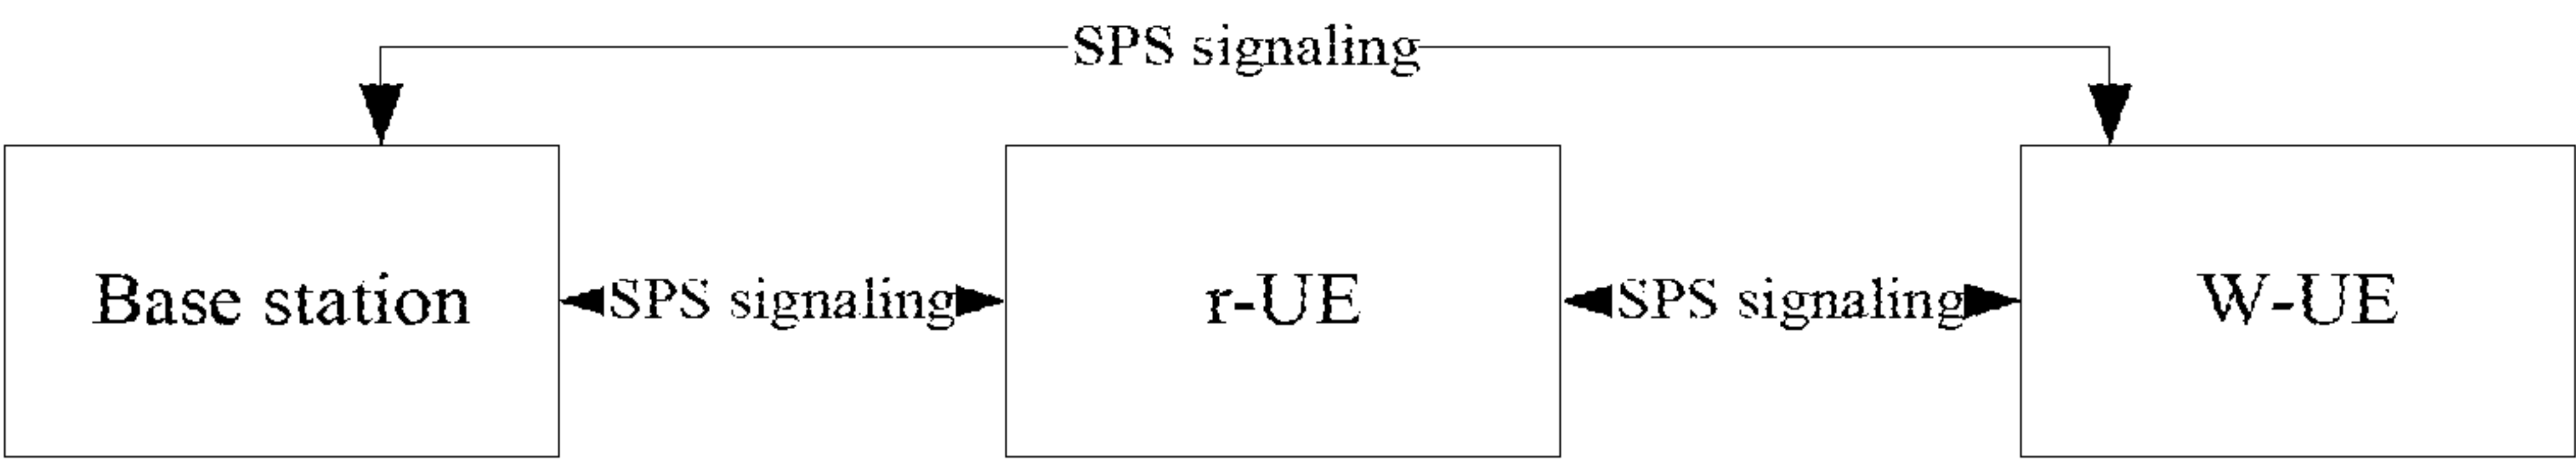 SPS signaling
Base station
SPS signaling
r-UE
SPS signaling
W-UE